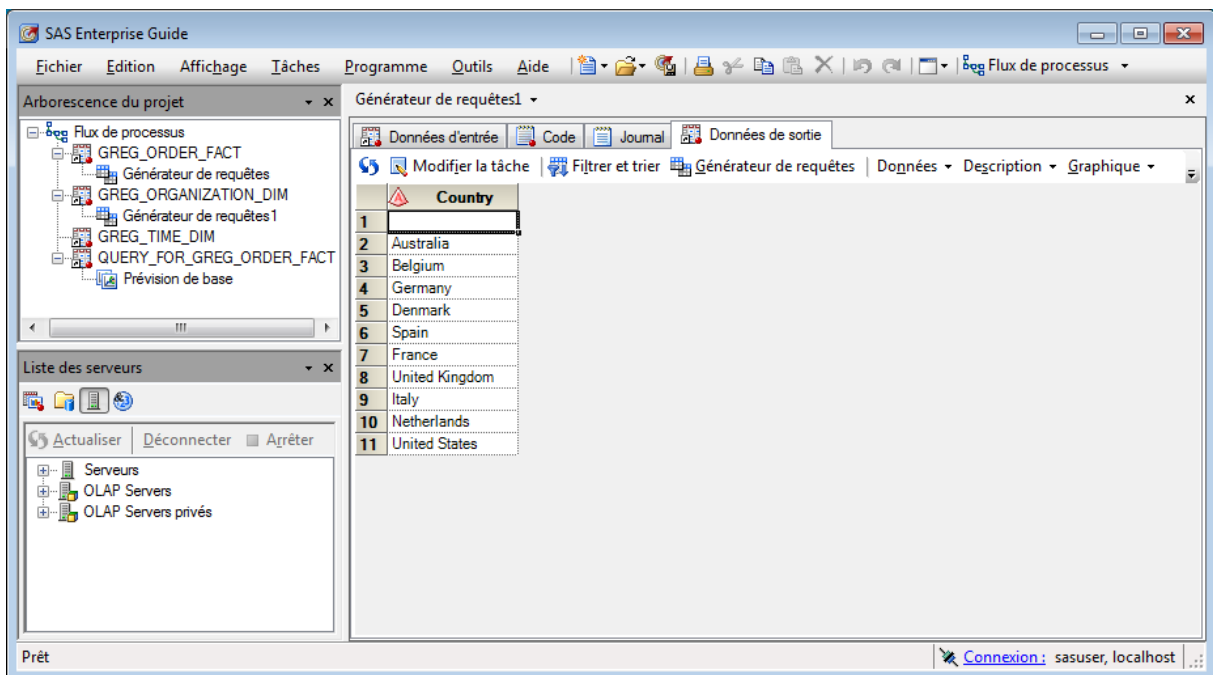 SAS Enterprise Guide
Fichier Edition Affichage Tâches Programme Outils Aide Flux de processus
Arborescence du projet
Flux de processus
GREG_ORDER_FACT
Générateur de requêtes
GREG_ORGANIZATION_DIM
Générateur de requêtes1
GREG_TIME_DIM
QUERY_FOR_GREG_ORDER_FACT
Prévision de base
Liste des serveurs
Actualiser Déconnecter Arrêter
Serveurs
OLAP Servers
OLAP Servers privés
Générateur de requêtes1
Données d'entrée Code Journal Données de sortie
Modifier la tâche Filtrer et trier Générateur de requêtes Données Description Graphique
Country
1
2 Australia
3 Belgium
4 Germany
5 Denmark
6 Spain
7 France
8 United Kingdom
9 Italy
10 Netherlands
11 United States
Prêt
Connexion : sasuser, localhost